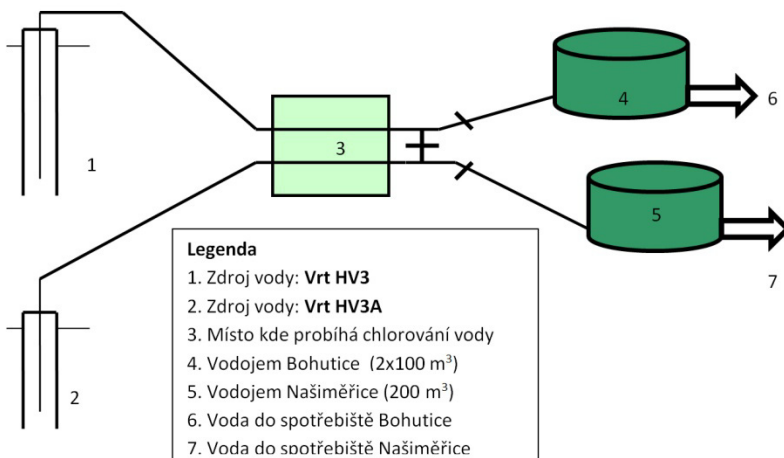 1
2
3
4
5
6
7
Legenda
1. Zdroj vody: Vrt HV3
2. Zdroj vody: Vrt HV3A
3. Místo kde probíhá chlorování vody
4. Vodojem Bohutice (2x100 m³)
5. Vodojem Našiměřice (200 m³)
6. Voda do spotřebiště Bohutice
7. Voda do spotřebiště Našiměřice